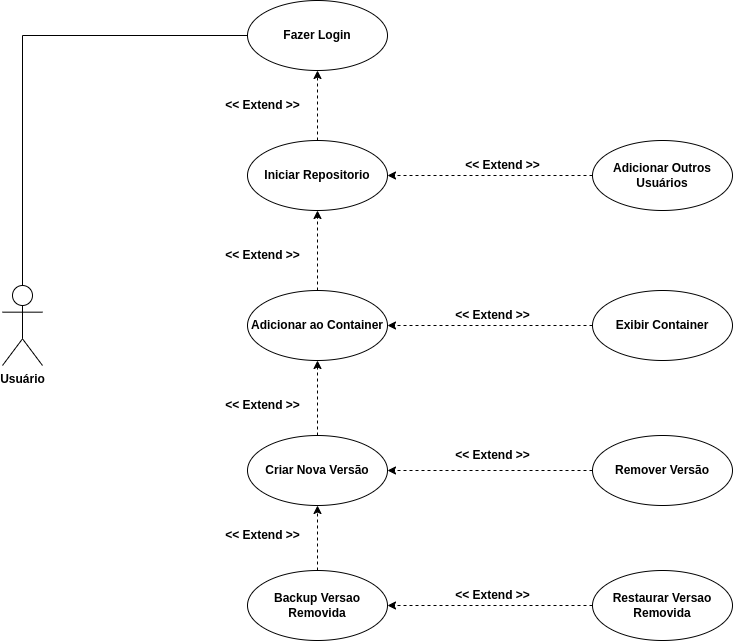 Fazer Login
<< Extend >>
Iniciar Repositorio
<< Extend >>
Adicionar Outros
Usuários
<< Extend >>
Adicionar ao Container
<< Extend >>
Exibir Container
Usuário
<< Extend >>
Criar Nova Versão
<< Extend >>
Remover Versão
<< Extend >>
Backup Versao
Removida
<< Extend >>
Restaurar Versao
Removida